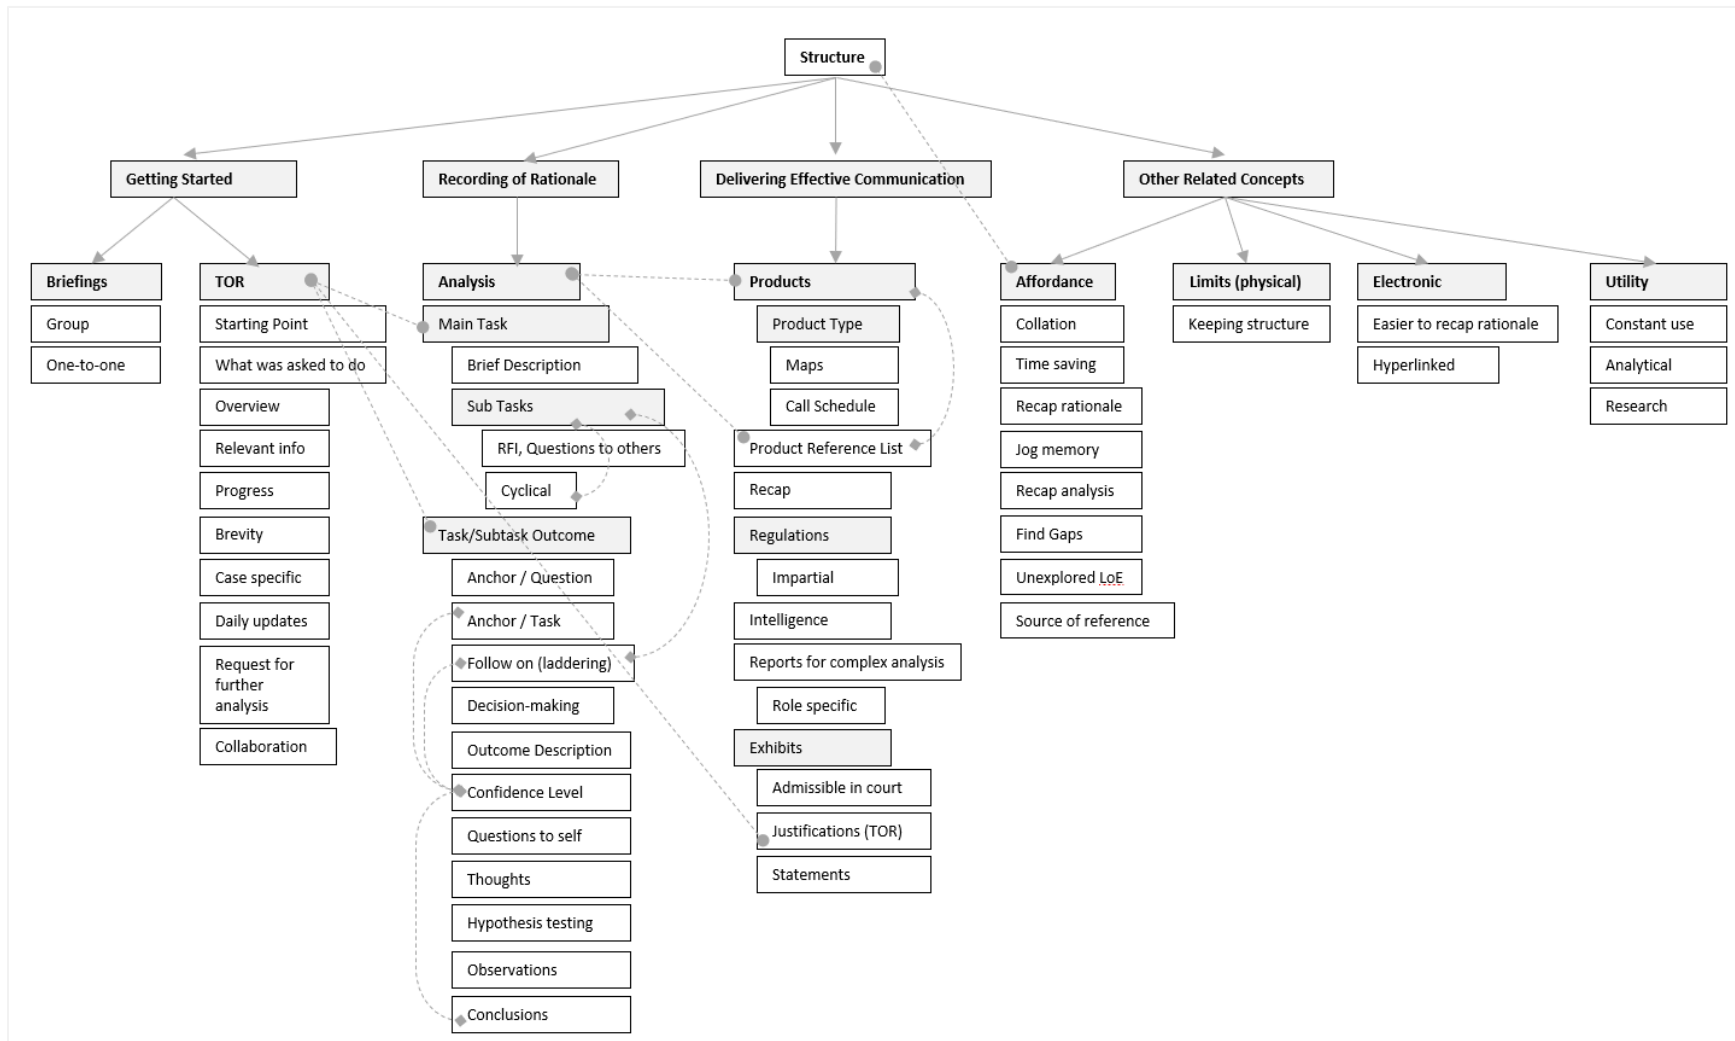 Structure
Getting Started
Recording of Rationale
Delivering Effective Communication
Other Related Concepts
Briefings
Group
One-to-one
TOR
Starting Point
What was asked to do
Overview
Relevant info
Progress
Brevity
Case specific
Daily updates
Request for
further
analysis
Collaboration
Analysis
Main Task
Brief Description
Sub Tasks
RFI, Questions to others
Cyclical
Task/Subtask Outcome
Anchor / Question
Anchor / Task
Follow on (laddering)
Decision-making
Outcome Description
Confidence Level
Questions to self
Thoughts
Hypothesis testing
Observations
Conclusions
Products
Product Type
Maps
Call Schedule
Product Reference List
Recap
Regulations
Impartial
Intelligence
Reports for complex analysis
Role specific
Exhibits
Admissible in court
Justifications (TOR)
Statements
Affordance
Collation
Time saving
Recap rationale
Jog memory
Recap analysis
Find Gaps
Unexplored LoE
Source of reference
Limits (physical)
Keeping structure
Electronic
Easier to recap rationale
Hyperlinked
Utility
Constant use
Analytical
Research